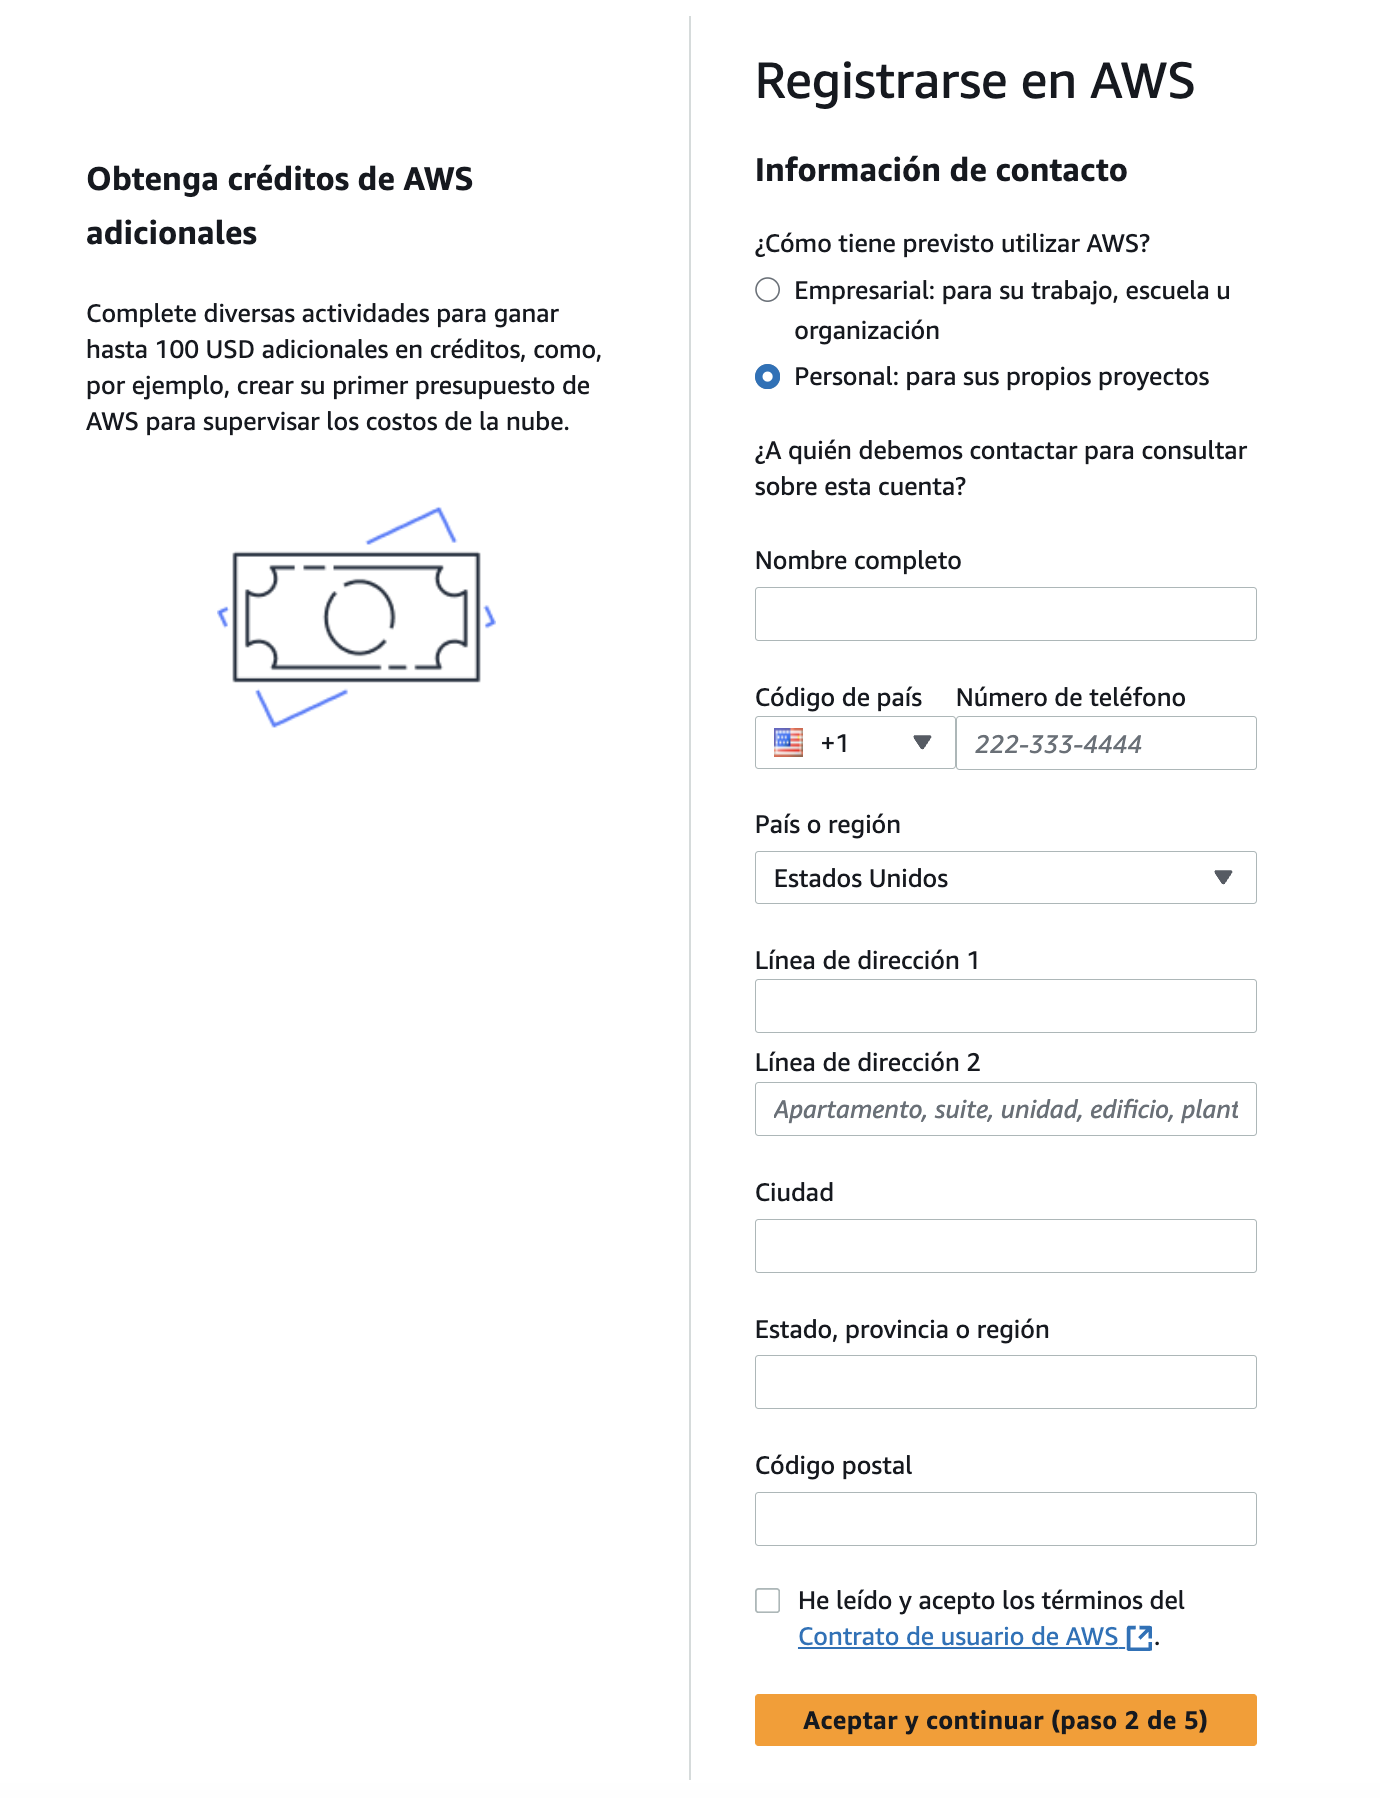 Obtenga créditos de AWS
adicionales
Complete diversas actividades para ganar
hasta 100 USD adicionales en créditos, como,
por ejemplo, crear su primer presupuesto de
AWS para supervisar los costos de la nube.
Registrarse en AWS
Información de contacto
¿Cómo tiene previsto utilizar AWS?
Empresarial: para su trabajo, escuela u
organización
Personal: para sus propios proyectos
¿A quién debemos contactar para consultar
sobre esta cuenta?
Nombre completo
Código de país Número de teléfono
+1 222-333-4444
País o región
Estados Unidos
Línea de dirección 1
Línea de dirección 2
Apartamento, suite, unidad, edificio, plant
Ciudad
Estado, provincia o región
Código postal
He leído y acepto los términos del
Contrato de usuario de AWS.
Aceptar y continuar (paso 2 de 5)